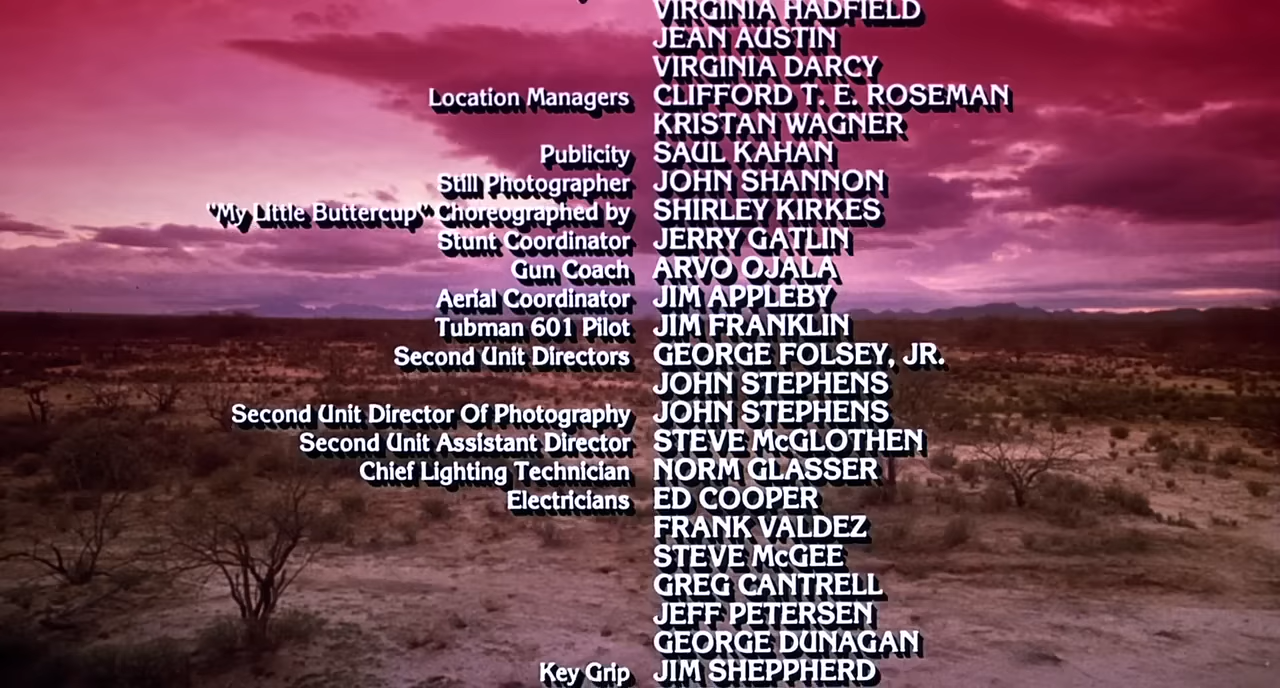 VIRGINIA HADFIELD
JEAN AUSTIN
VIRGINIA DARCY
Location Managers CLIFFORD T. E. ROSEMAN
KRISTAN WAGNER
Publicity SAUL KAHAN
Still Photographer JOHN SHANNON
"My Little Buttercup" Choreographed by SHIRLEY KIRKES
Stunt Coordinator JERRY GATLIN
Gun Coach ARVO OJALA
Aerial Coordinator JIM APPLEBY
Tubman 601 Pilot JIM FRANKLIN
Second Unit Directors GEORGE FOLSEY, JR.
JOHN STEPHENS
Second Unit Director Of Photography JOHN STEPHENS
Second Unit Assistant Director STEVE McGLOTHEN
Chief Lighting Technician NORM GLASSER
Electricians ED COOPER
FRANK VALDEZ
STEVE McGEE
GREG CANTRELL
JEFF PETERSEN
GEORGE DUNAGAN
Key Grip JIM SHEPPHERD